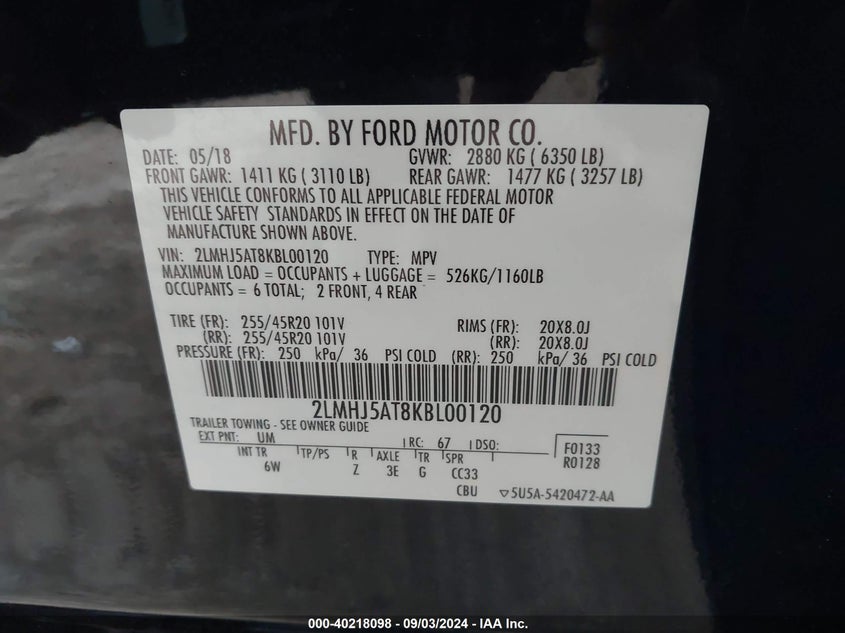 MFD. BY FORD MOTOR CO.
DATE: 05/18 GVWR: 2880 KG ( 6350 LB)
FRONT GAWR: 1411 KG ( 3110 LB) REAR GAWR: 1477 KG ( 3257 LB)
THIS VEHICLE CONFORMS TO ALL APPLICABLE FEDERAL MOTOR
VEHICLE SAFETY STANDARDS IN EFFECT ON THE DATE OF
MANUFACTURE SHOWN ABOVE.
VIN: 2LMHJ5AT8KBL00120 TYPE: MPV
MAXIMUM LOAD = OCCUPANTS + LUGGAGE = 526KG/1160LB
OCCUPANTS = 6 TOTAL; 2 FRONT, 4 REAR
TIRE (FR): 255/45R20 101V RIMS (FR): 20X8.0J
(RR): 255/45R20 101V (RR): 20X8.0J
PRESSURE (FR): 250 kPa/ 36 PSI COLD (RR): 250 kPa/ 36 PSI COLD
2LMHJ5AT8KBL00120
TRAILER TOWING - SEE OWNER GUIDE
EXT PNT: UM RC: 67 DSO: F0133
INT TR TP/PS R AXLE TR SPR R0128
6W Z 3E G CC33
CBU ▽5U5A-5420472-AA
000-40218098 - 09/03/2024 - IAA Inc.